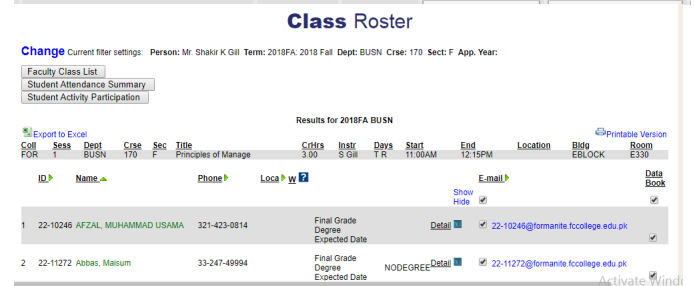 Class Roster
Change Current filter settings: Person: Mr. Shakir K Gill Term: 2018FA: 2018 Fall Dept: BUSN Crse: 170 Sect: F App. Year:
Faculty Class List
Student Attendance Summary
Student Activity Participation
Results for 2018FA BUSN
Export to Excel Printable Version
Coll Sess Dept Crse Sec Title CrHrs Instr Days Start End Location Bldg Room
FOR 1 BUSN 170 F Principles of Manage 3.00 S Gill T R 11:00AM 12:15PM EBLOCK E330
ID Name Phone Loca W ? E-mail Data
Book
Show
Hide
1 22-10246 AFZAL, MUHAMMAD USAMA 321-423-0814 Final Grade Detail 22-10246@formanite.fccollege.edu.pk
Degree
Expected Date
2 22-11272 Abbas, Maisum 33-247-49994 Final Grade Detail 22-11272@formanite.fccollege.edu.pk
Degree NODEGREE
Expected Date
Activate Windo